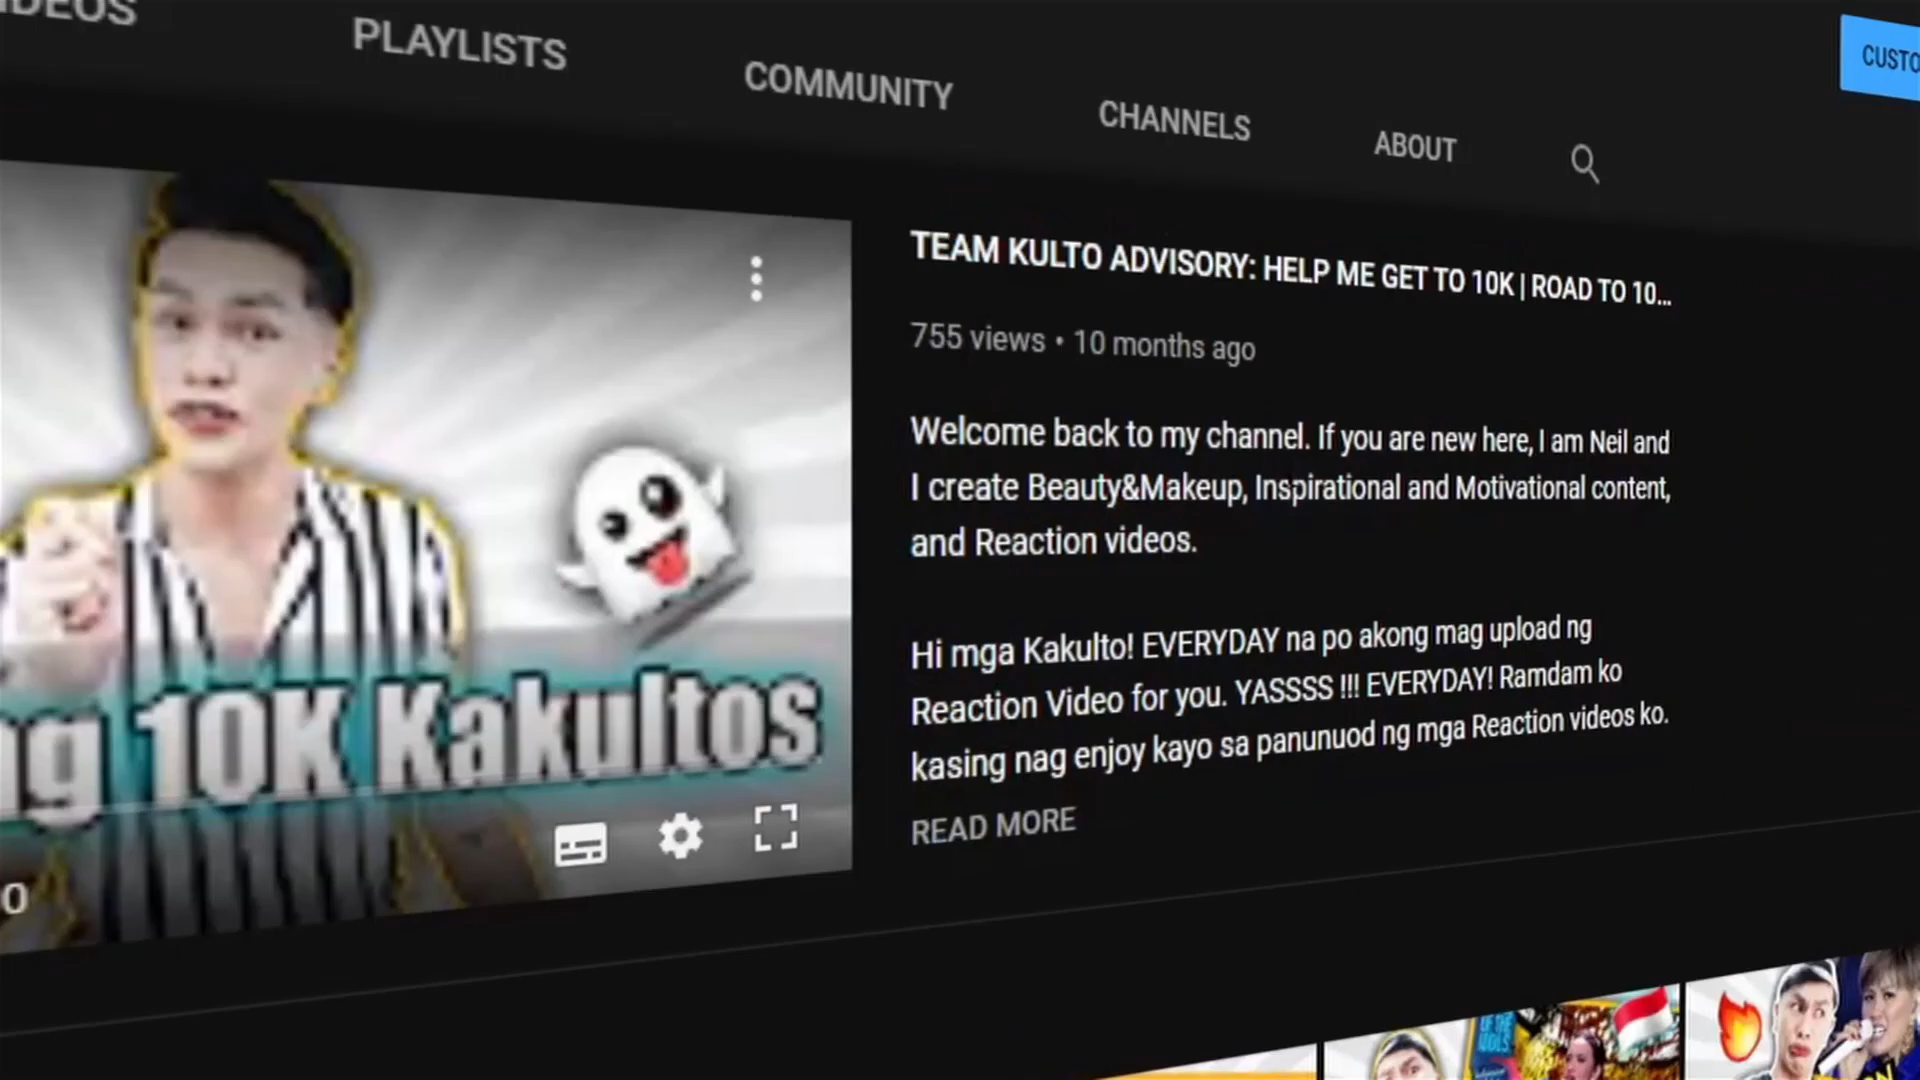 PLAYLISTS
COMMUNITY
CHANNELS
ABOUT
TEAM KULTO ADVISORY: HELP ME GET TO 10K | ROAD TO 10...
755 views • 10 months ago
Welcome back to my channel. If you are new here, I am Neil and
I create Beauty&Makeup, Inspirational and Motivational content,
and Reaction videos.
Hi mga Kakulto! EVERYDAY na po akong mag upload ng
Reaction Video for you. YASSSS !!! EVERYDAY! Ramdam ko
kasing nag enjoy kayo sa panunuod ng mga Reaction videos ko.
READ MORE
ng 10K Kakultos